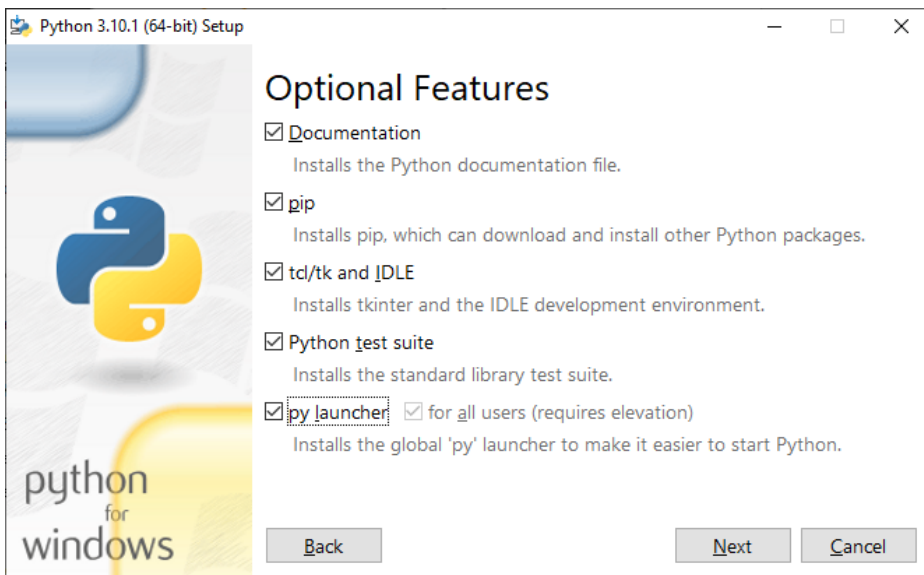 Python 3.10.1 (64-bit) Setup
Optional Features
Documentation
Installs the Python documentation file.
pip
Installs pip, which can download and install other Python packages.
tcl/tk and IDLE
Installs tkinter and the IDLE development environment.
Python test suite
Installs the standard library test suite.
py launcher for all users (requires elevation)
Installs the global 'py' launcher to make it easier to start Python.
python
for
windows
Back Next Cancel